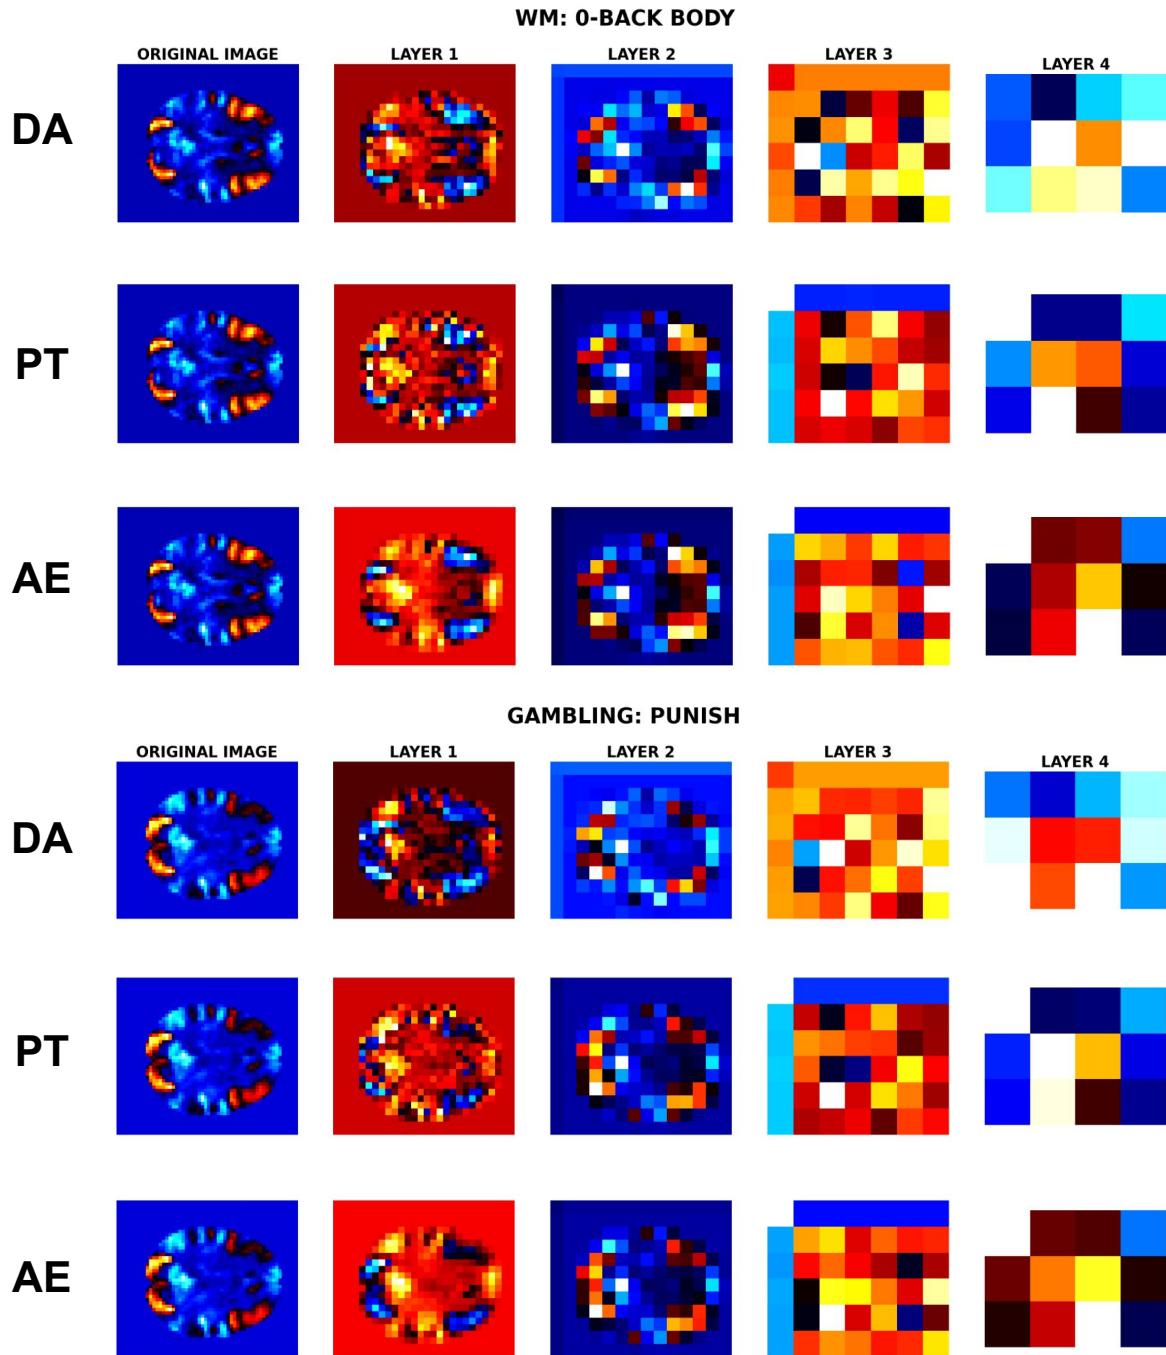 WM: 0-BACK BODY
ORIGINAL IMAGE LAYER 1 LAYER 2 LAYER 3 LAYER 4
DA
PT
AE
GAMBLING: PUNISH
ORIGINAL IMAGE LAYER 1 LAYER 2 LAYER 3 LAYER 4
DA
PT
AE